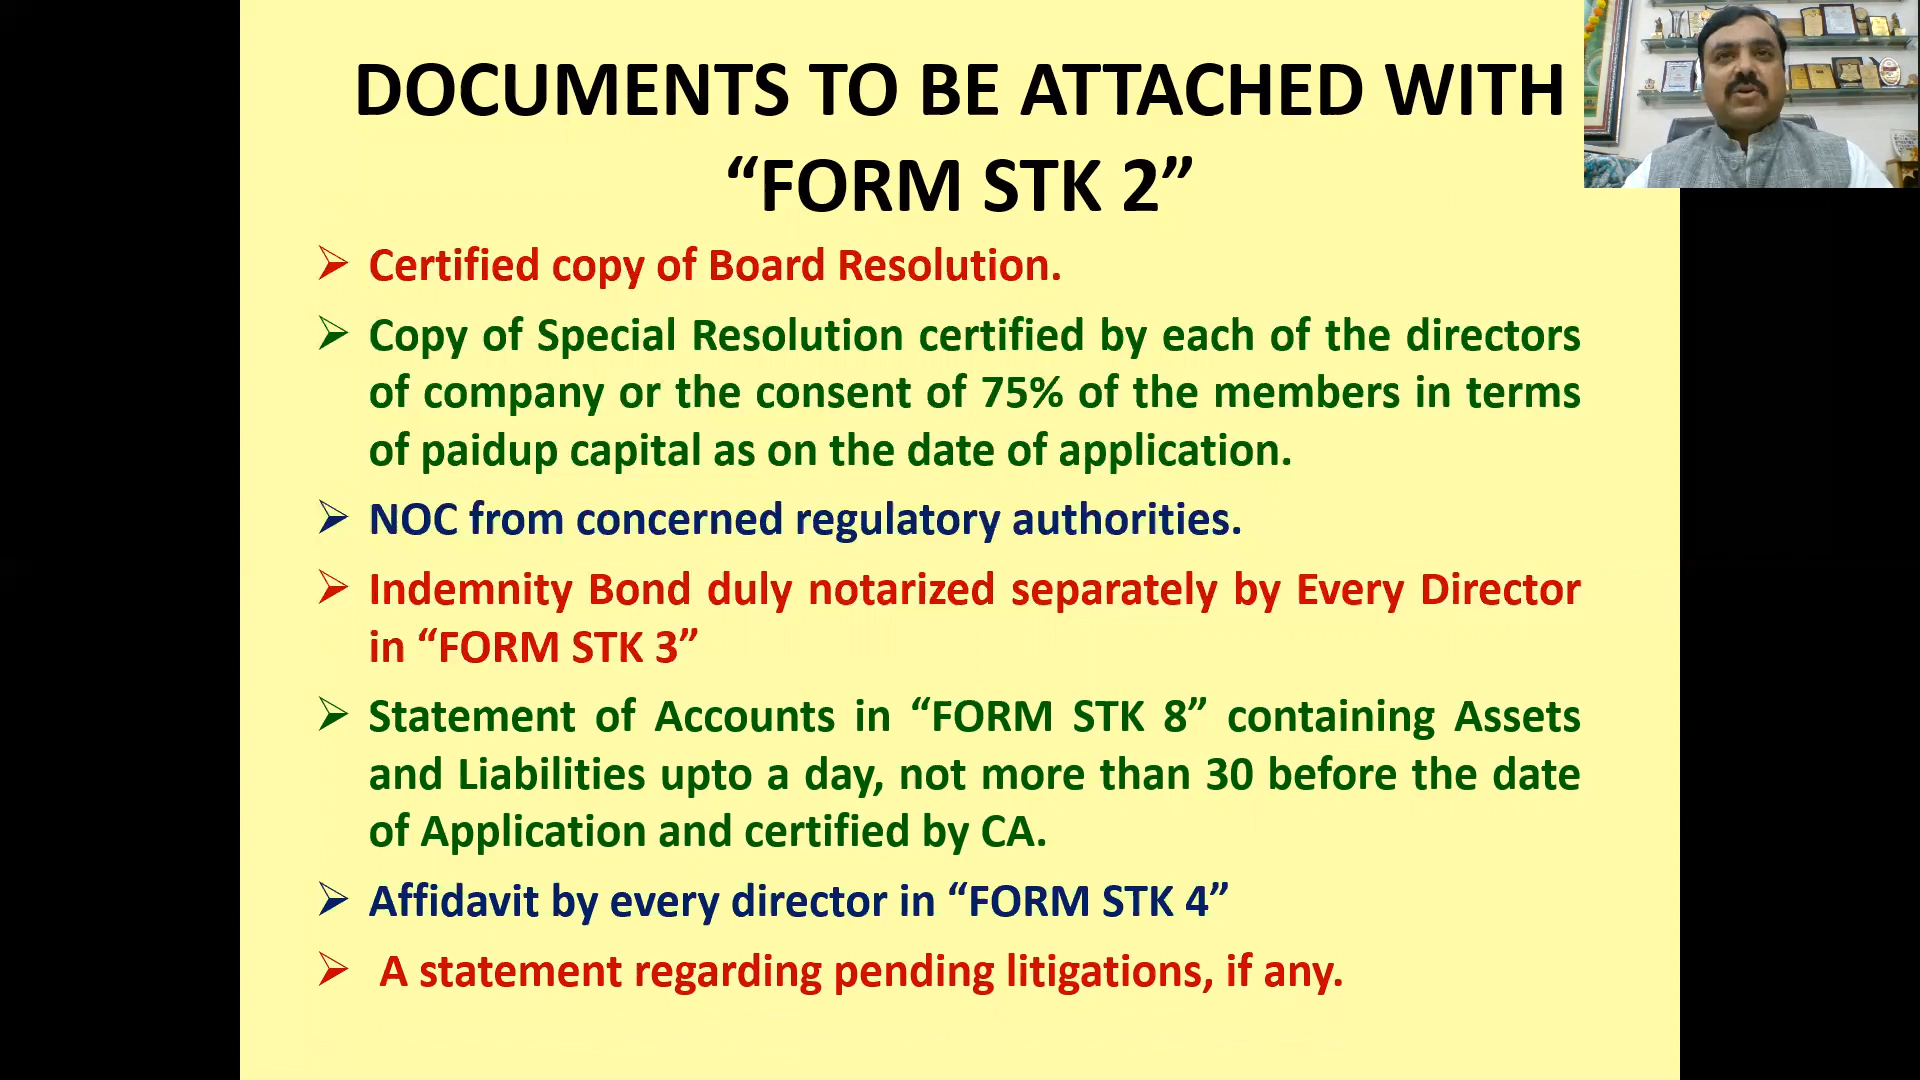 DOCUMENTS TO BE ATTACHED WITH
“FORM STK 2”
Certified copy of Board Resolution.
Copy of Special Resolution certified by each of the directors
of company or the consent of 75% of the members in terms
of paidup capital as on the date of application.
NOC from concerned regulatory authorities.
Indemnity Bond duly notarized separately by Every Director
in “FORM STK 3”
Statement of Accounts in “FORM STK 8” containing Assets
and Liabilities upto a day, not more than 30 before the date
of Application and certified by CA.
Affidavit by every director in “FORM STK 4”
A statement regarding pending litigations, if any.